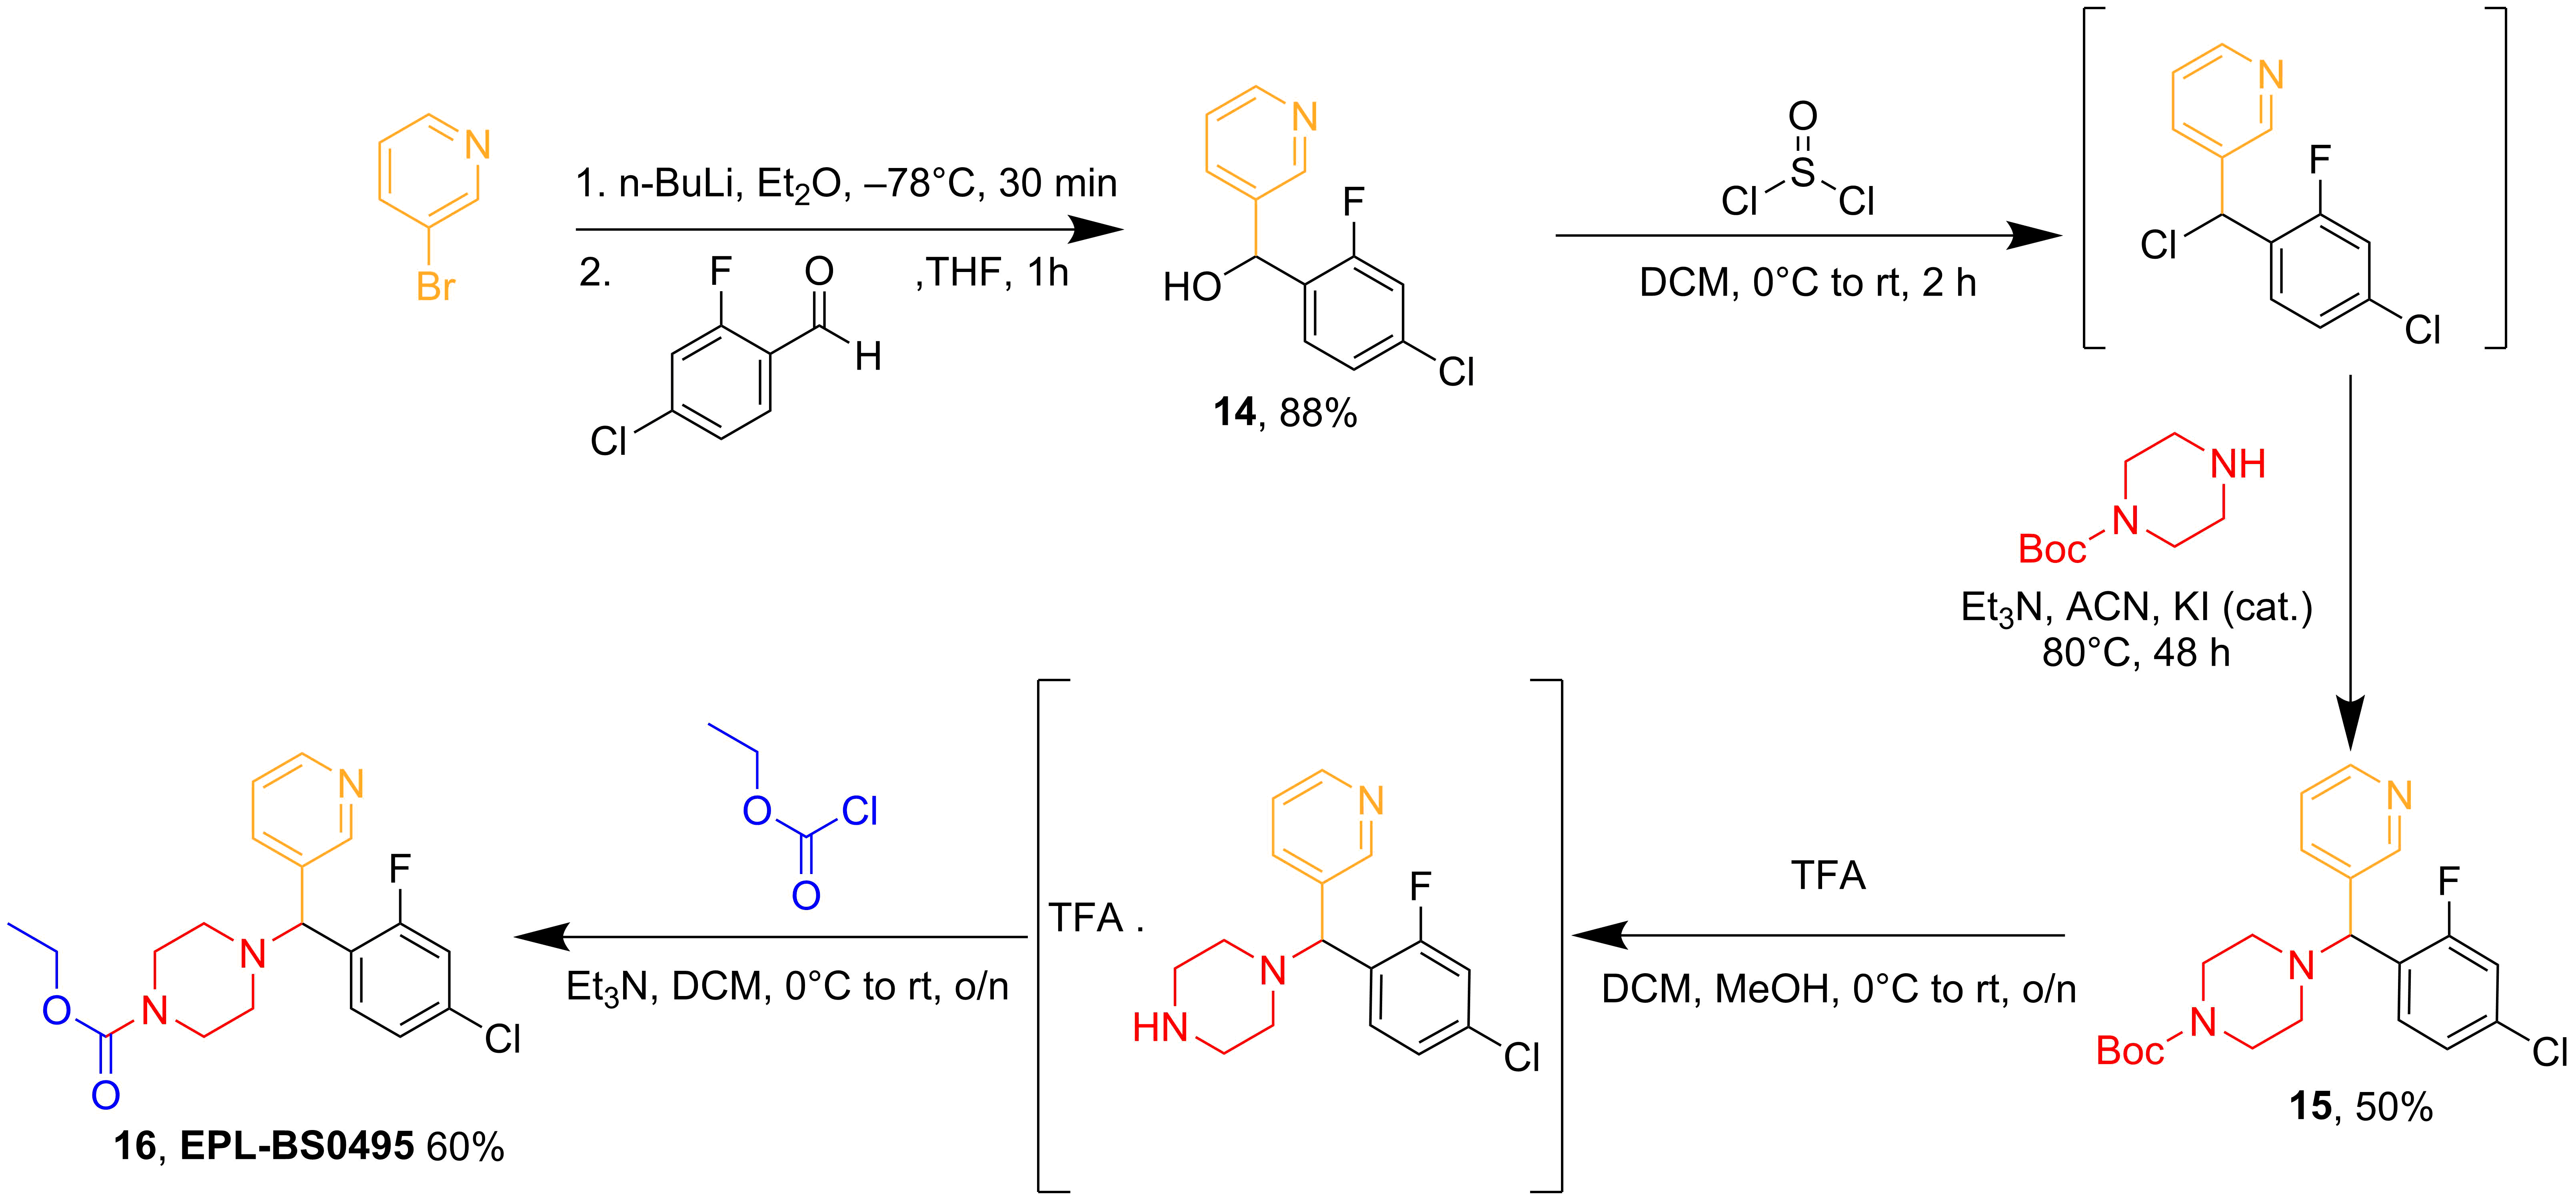 N
Br
1. n-BuLi, Et₂O, –78°C, 30 min
2.
F
O
,THF, 1h
H
Cl
N
F
HO
Cl
14, 88%
O
S
Cl
Cl
DCM, 0°C to rt, 2 h
N
F
Cl
Cl
NH
N
Boc
Et₃N, ACN, KI (cat.)
80°C, 48 h
N
F
N
N
Boc
Cl
15, 50%
TFA
DCM, MeOH, 0°C to rt, o/n
TFA .
N
F
N
HN
Cl
O
Cl
O
Et₃N, DCM, 0°C to rt, o/n
N
F
N
O
N
Cl
O
16, EPL-BS0495 60%